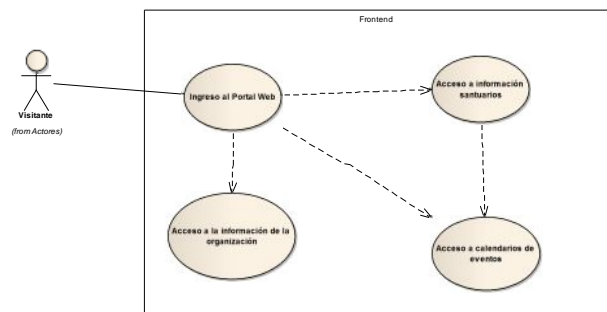 Frontend
Visitante
(from Actores)
Ingreso al Portal Web
Acceso a información
santuarios
Acceso a la información de la
organización
Acceso a calendarios de
eventos